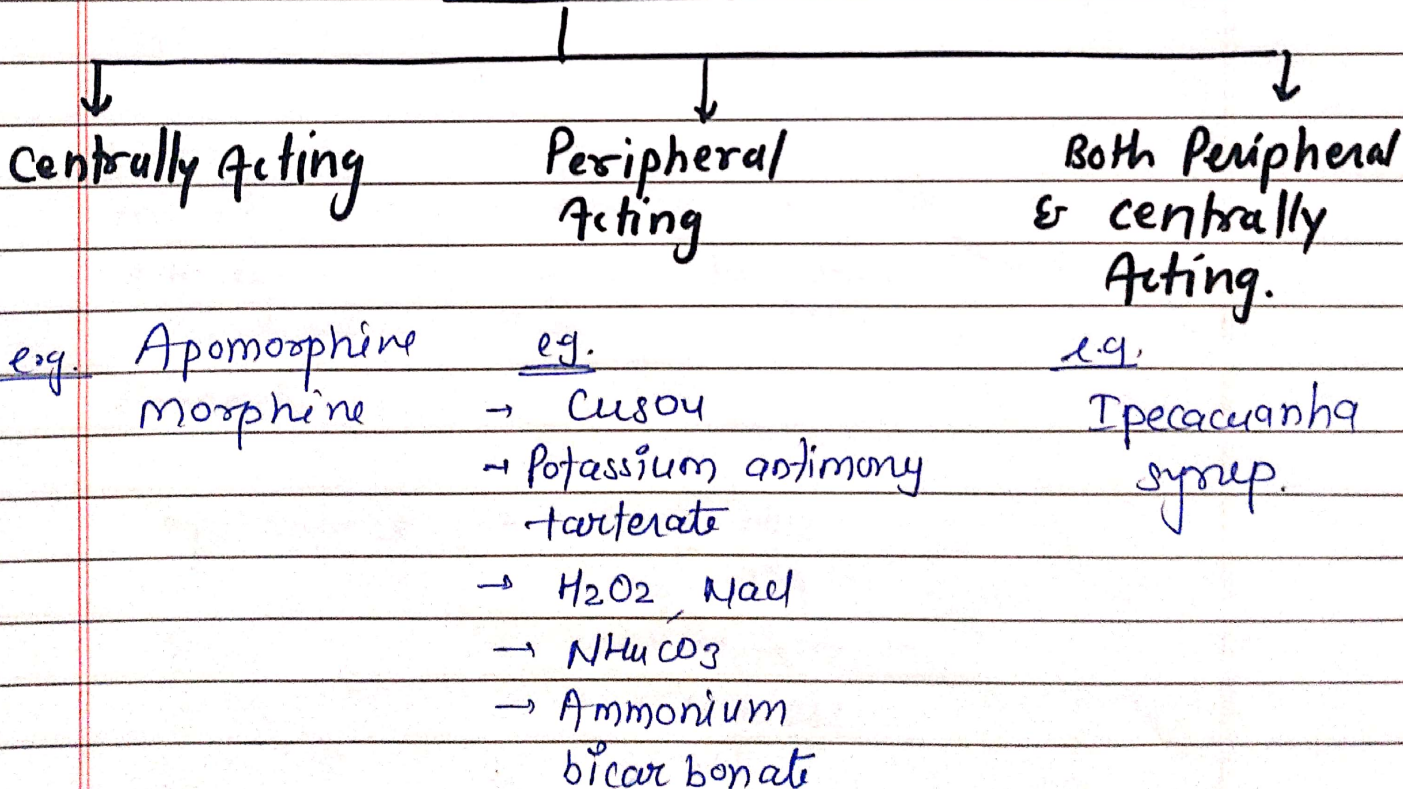 Centrally Acting
Peripheral
Acting
Both Peripheral
& centrally
Acting.
e.g. Apomorphine
Morphine
eg.
→ CuSO4
→ Potassium antimony
tarterate
→ H2O2, Nacl
→ NH4CO3
→ Ammonium
bicarbonate
e.g.
Ipecacuanha
syrup.